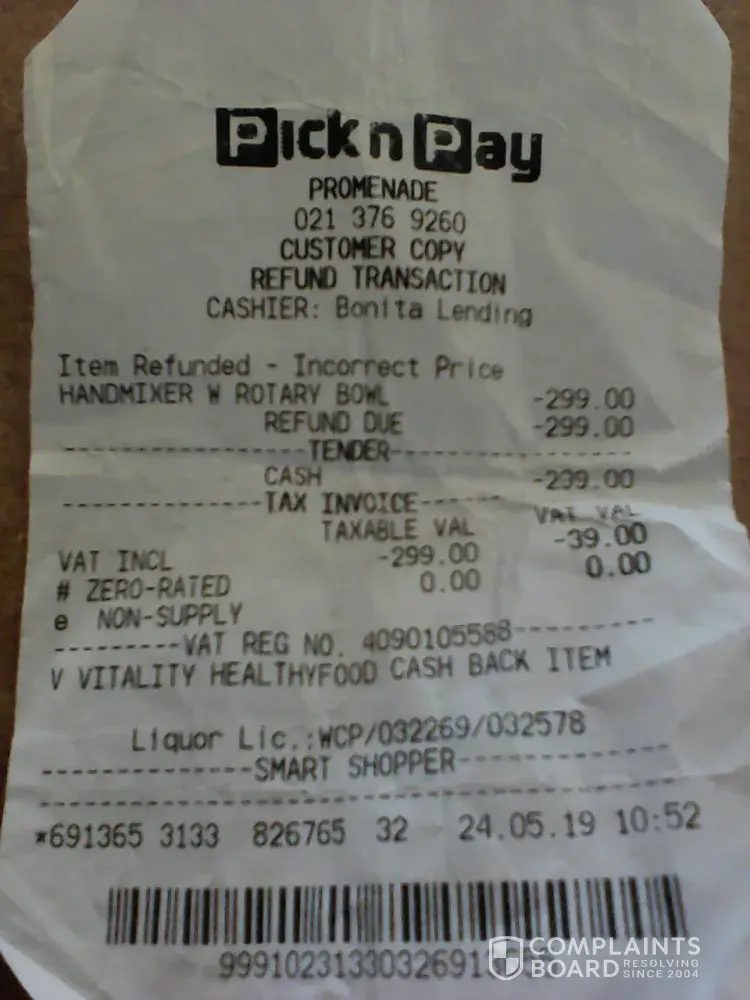 Pick n Pay
PROMENADE
021 376 9260
CUSTOMER COPY
REFUND TRANSACTION
CASHIER: Bonita Lending
Item Refunded - Incorrect Price
HANDMIXER W ROTARY BOWL -299.00
REFUND DUE -299.00
-----------------TENDER-----------------
CASH -299.00
--------------TAX INVOICE------
TAXABLE VAL VAT VAL
VAT INCL -299.00 -39.00
# ZERO-RATED 0.00 0.00
e NON-SUPPLY
---------VAT REG NO. 4090105588---------
V VITALITY HEALTHYFOOD CASH BACK ITEM
Liquor Lic.:WCP/032269/032578
--------------SMART SHOPPER--------------
*691365 3133 826765 32 24.05.19 10:52
COMPLAINTS
BOARD RESOLVING
SINCE 2004